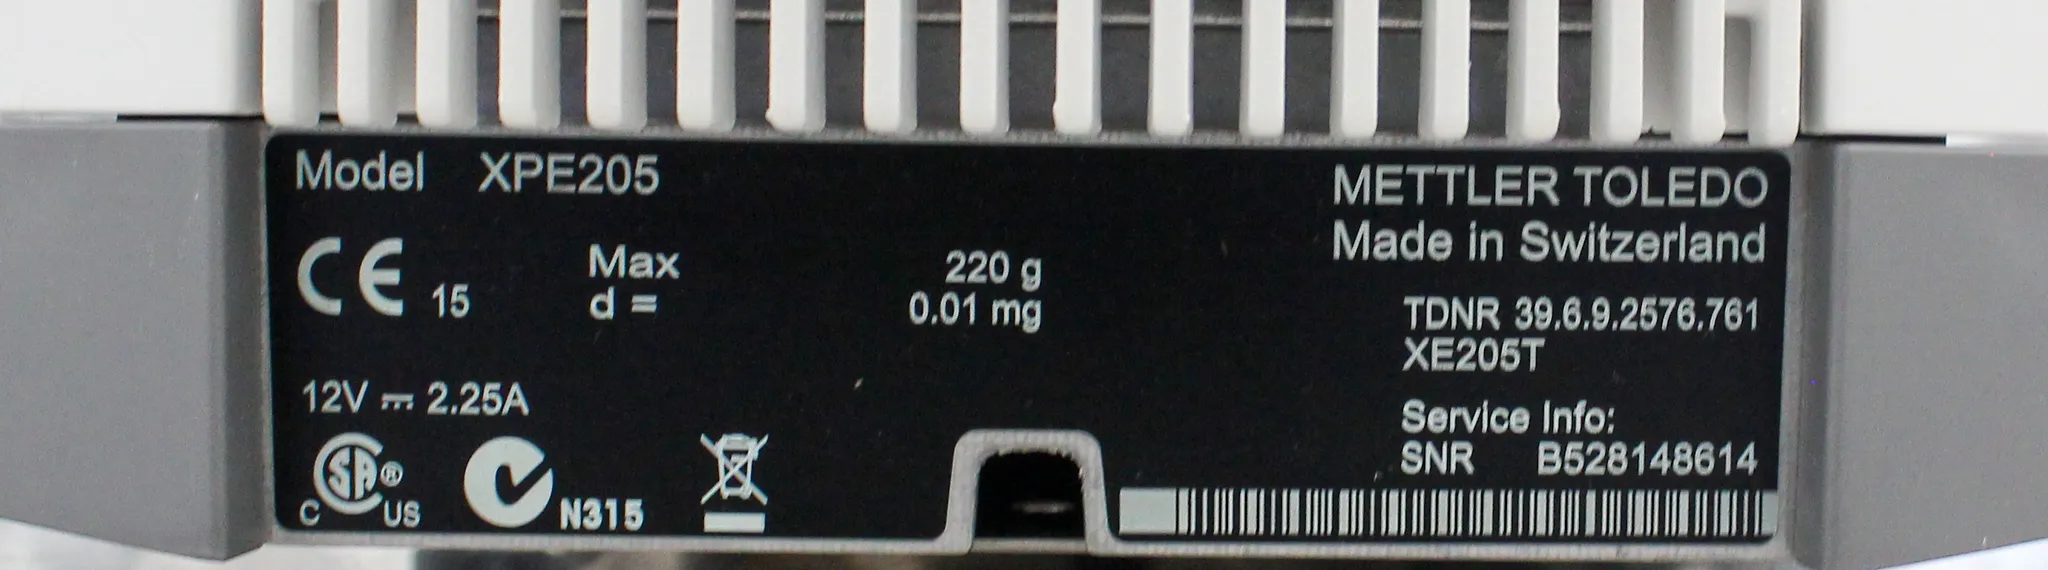 Model XPE205
METTLER TOLEDO
Made in Switzerland
CE 15
Max 220 g
d = 0.01 mg
TDNR 39.6.9.2576.761
XE205T
12V ⎓ 2.25A
Service Info:
SNR B528148614
C SA ® US
N315